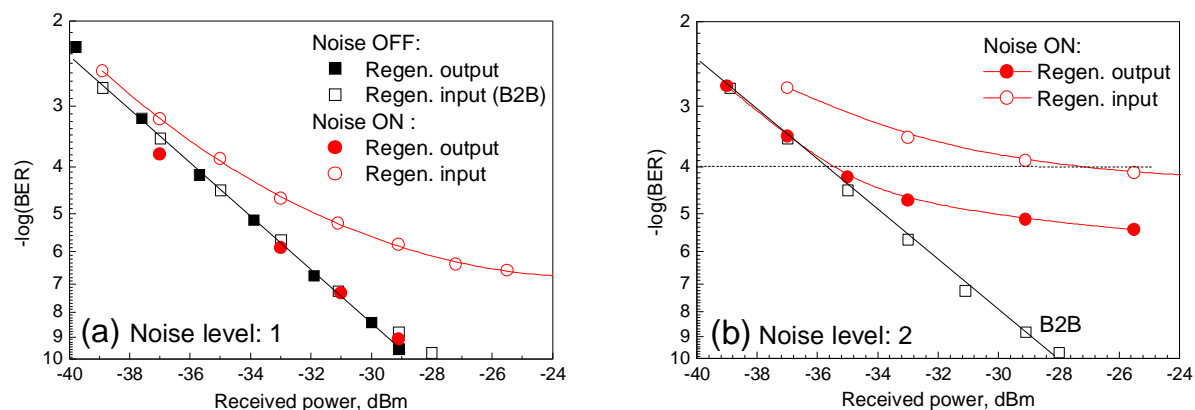 2
3
4
5
6
7
8
9
10
-log(BER)
Noise OFF:
Regen. output
Regen. input (B2B)
Noise ON :
Regen. output
Regen. input
(a) Noise level: 1
-40 -38 -36 -34 -32 -30 -28 -26 -24
Received power, dBm
2
3
4
5
6
7
8
9
10
-log(BER)
Noise ON:
Regen. output
Regen. input
B2B
(b) Noise level: 2
-40 -38 -36 -34 -32 -30 -28 -26 -24
Received power, dBm